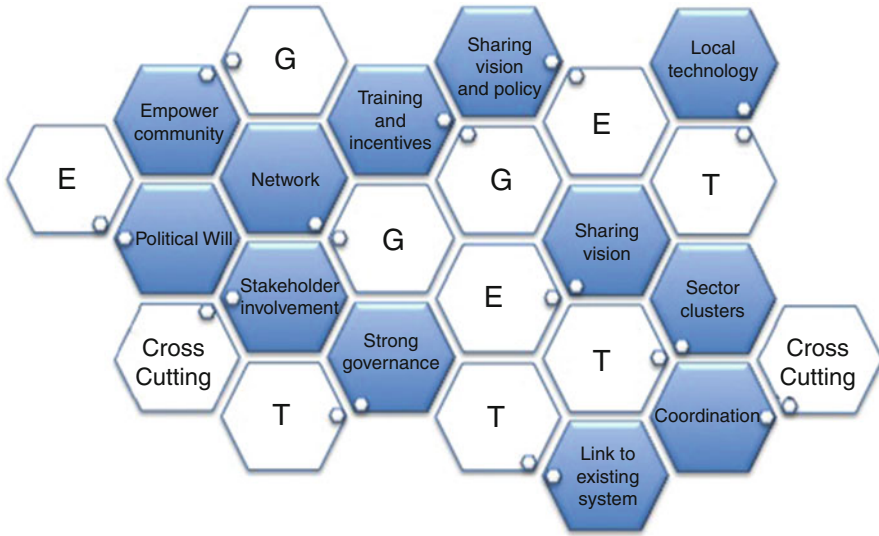 G
Sharing
vision
and policy
Local
technology
Empower
community
Training
and
incentives
E
E
Network
G
T
Political Will
G
Sharing
vision
Stakeholder
involvement
E
Sector
clusters
Cross
Cutting
Strong
governance
T
Cross
Cutting
T
T
Coordination
Link to
existing
system